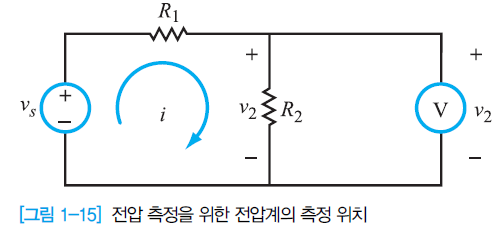 R1
+ +
vs + i v2 R2 V v2
−
− −
[그림 1-15] 전압 측정을 위한 전압계의 측정 위치